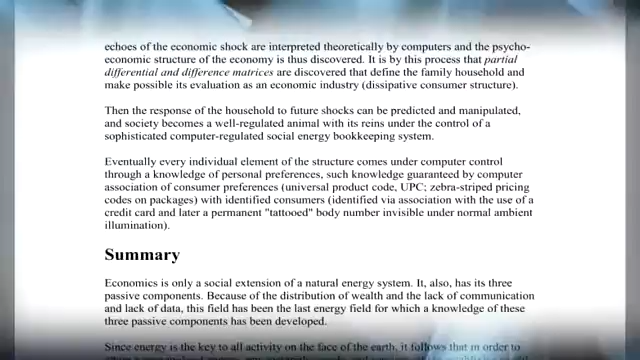 echoes of the economic shock are interpreted theoretically by computers and the psycho-
economic structure of the economy is thus discovered. It is by this process that partial
differential and difference matrices are discovered that define the family household and
make possible its evaluation as an economic industry (dissipative consumer structure).
Then the response of the household to future shocks can be predicted and manipulated,
and society becomes a well-regulated animal with its reins under the control of a
sophisticated computer-regulated social energy bookkeeping system.
Eventually every individual element of the structure comes under computer control
through a knowledge of personal preferences, such knowledge guaranteed by computer
association of consumer preferences (universal product code, UPC; zebra-striped pricing
codes on packages) with identified consumers (identified via association with the use of a
credit card and later a permanent "tattooed" body number invisible under normal ambient
illumination).
Summary
Economics is only a social extension of a natural energy system. It, also, has its three
passive components. Because of the distribution of wealth and the lack of communication
and lack of data, this field has been the last energy field for which a knowledge of these
three passive components has been developed.
Since energy is the key to all activity on the face of the earth, it follows that in order to